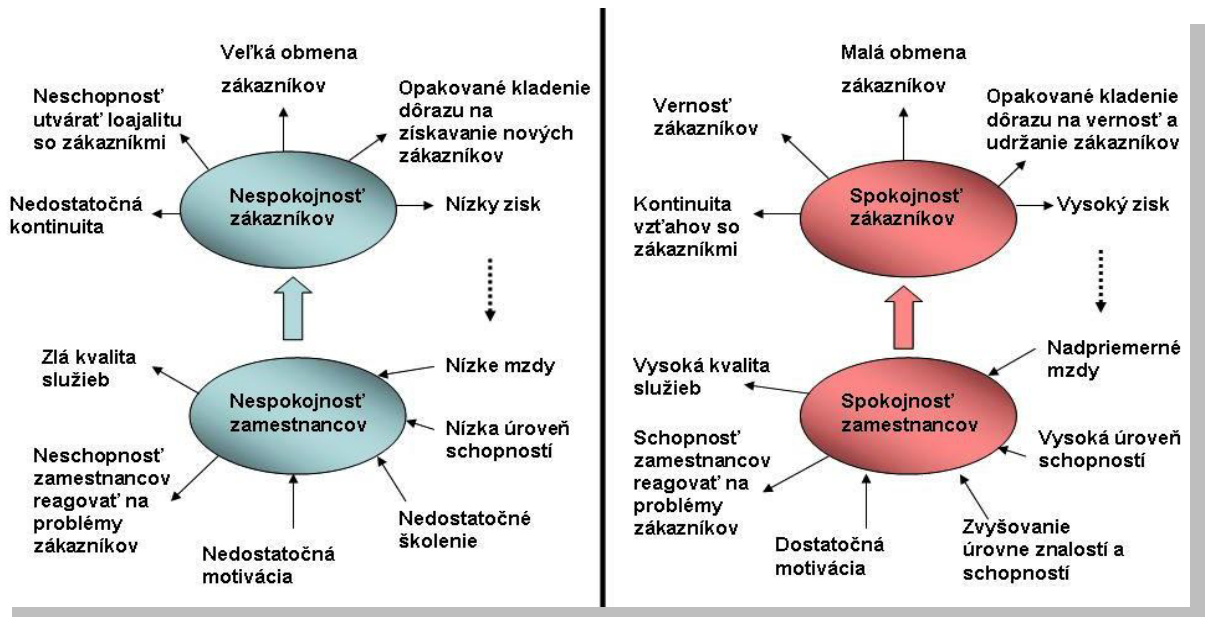 Veľká obmena
zákazníkov
Neschopnosť
utvárať loajalitu
so zákazníkmi
Opakované kladenie
dôrazu na
získavanie nových
zákazníkov
Nespokojnosť
zákazníkov
Nedostatočná
kontinuita
Nízky zisk
Zlá kvalita
služieb
Nízke mzdy
Nespokojnosť
zamestnancov
Nízka úroveň
schopností
Neschopnosť
zamestnancov
reagovať na
problémy
zákazníkov
Nedostatočná
motivácia
Nedostatočné
školenie
Malá obmena
zákazníkov
Vernosť
zákazníkov
Opakované kladenie
dôrazu na vernosť a
udržanie zákazníkov
Spokojnosť
zákazníkov
Kontinuita
vzťahov so
zákazníkmi
Vysoký zisk
Vysoká kvalita
služieb
Nadpriemerné
mzdy
Spokojnosť
zamestnancov
Schopnosť
zamestnancov
reagovať na
problémy
zákazníkov
Vysoká úroveň
schopností
Dostatočná
motivácia
Zvyšovanie
úrovne znalostí a
schopností